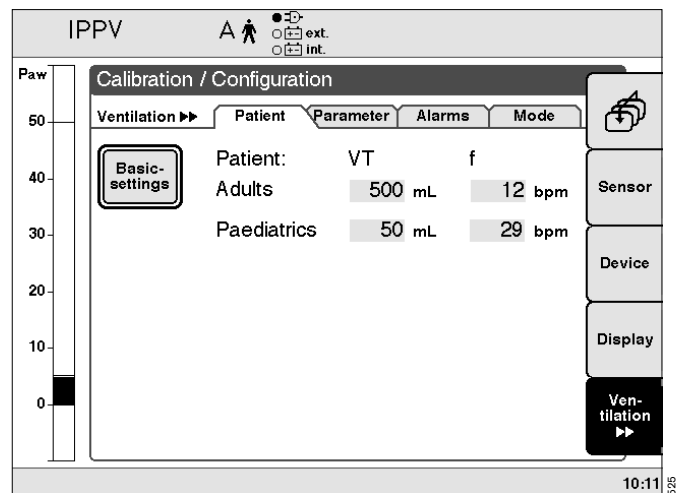 IPPV A ext.
int.
Paw
Calibration / Configuration
Ventilation ▶▶ Patient Parameter Alarms Mode
50
Basic-
settings
Patient: VT f
Adults 500 mL 12 bpm
40
Sensor
Paediatrics 50 mL 29 bpm
30
Device
20
Display
10
Ven-
tilation
▶▶
0
10:11
525